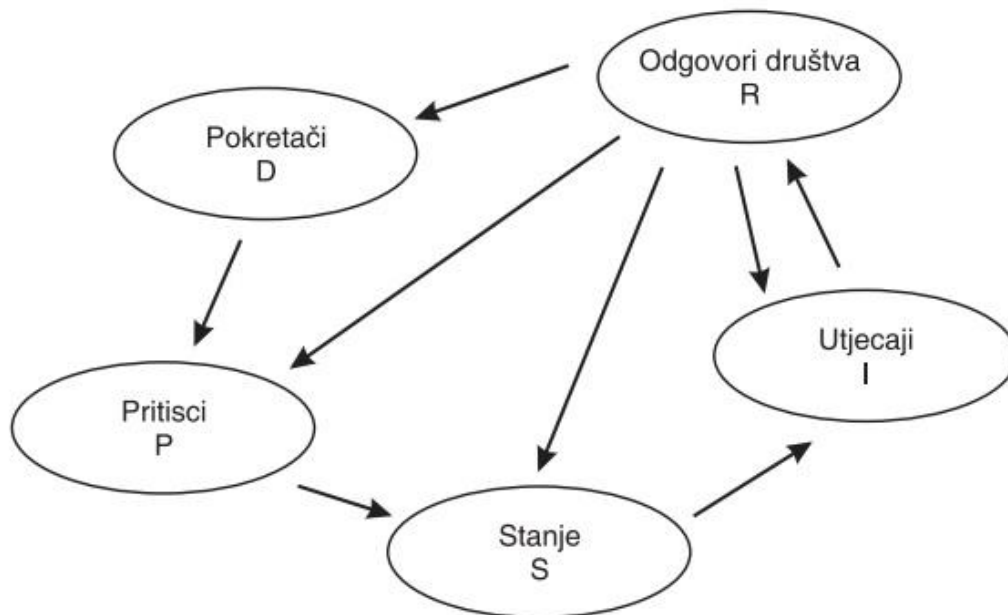 Odgovori društva
R
Pokretači
D
Utjecaji
I
Pritisci
P
Stanje
S